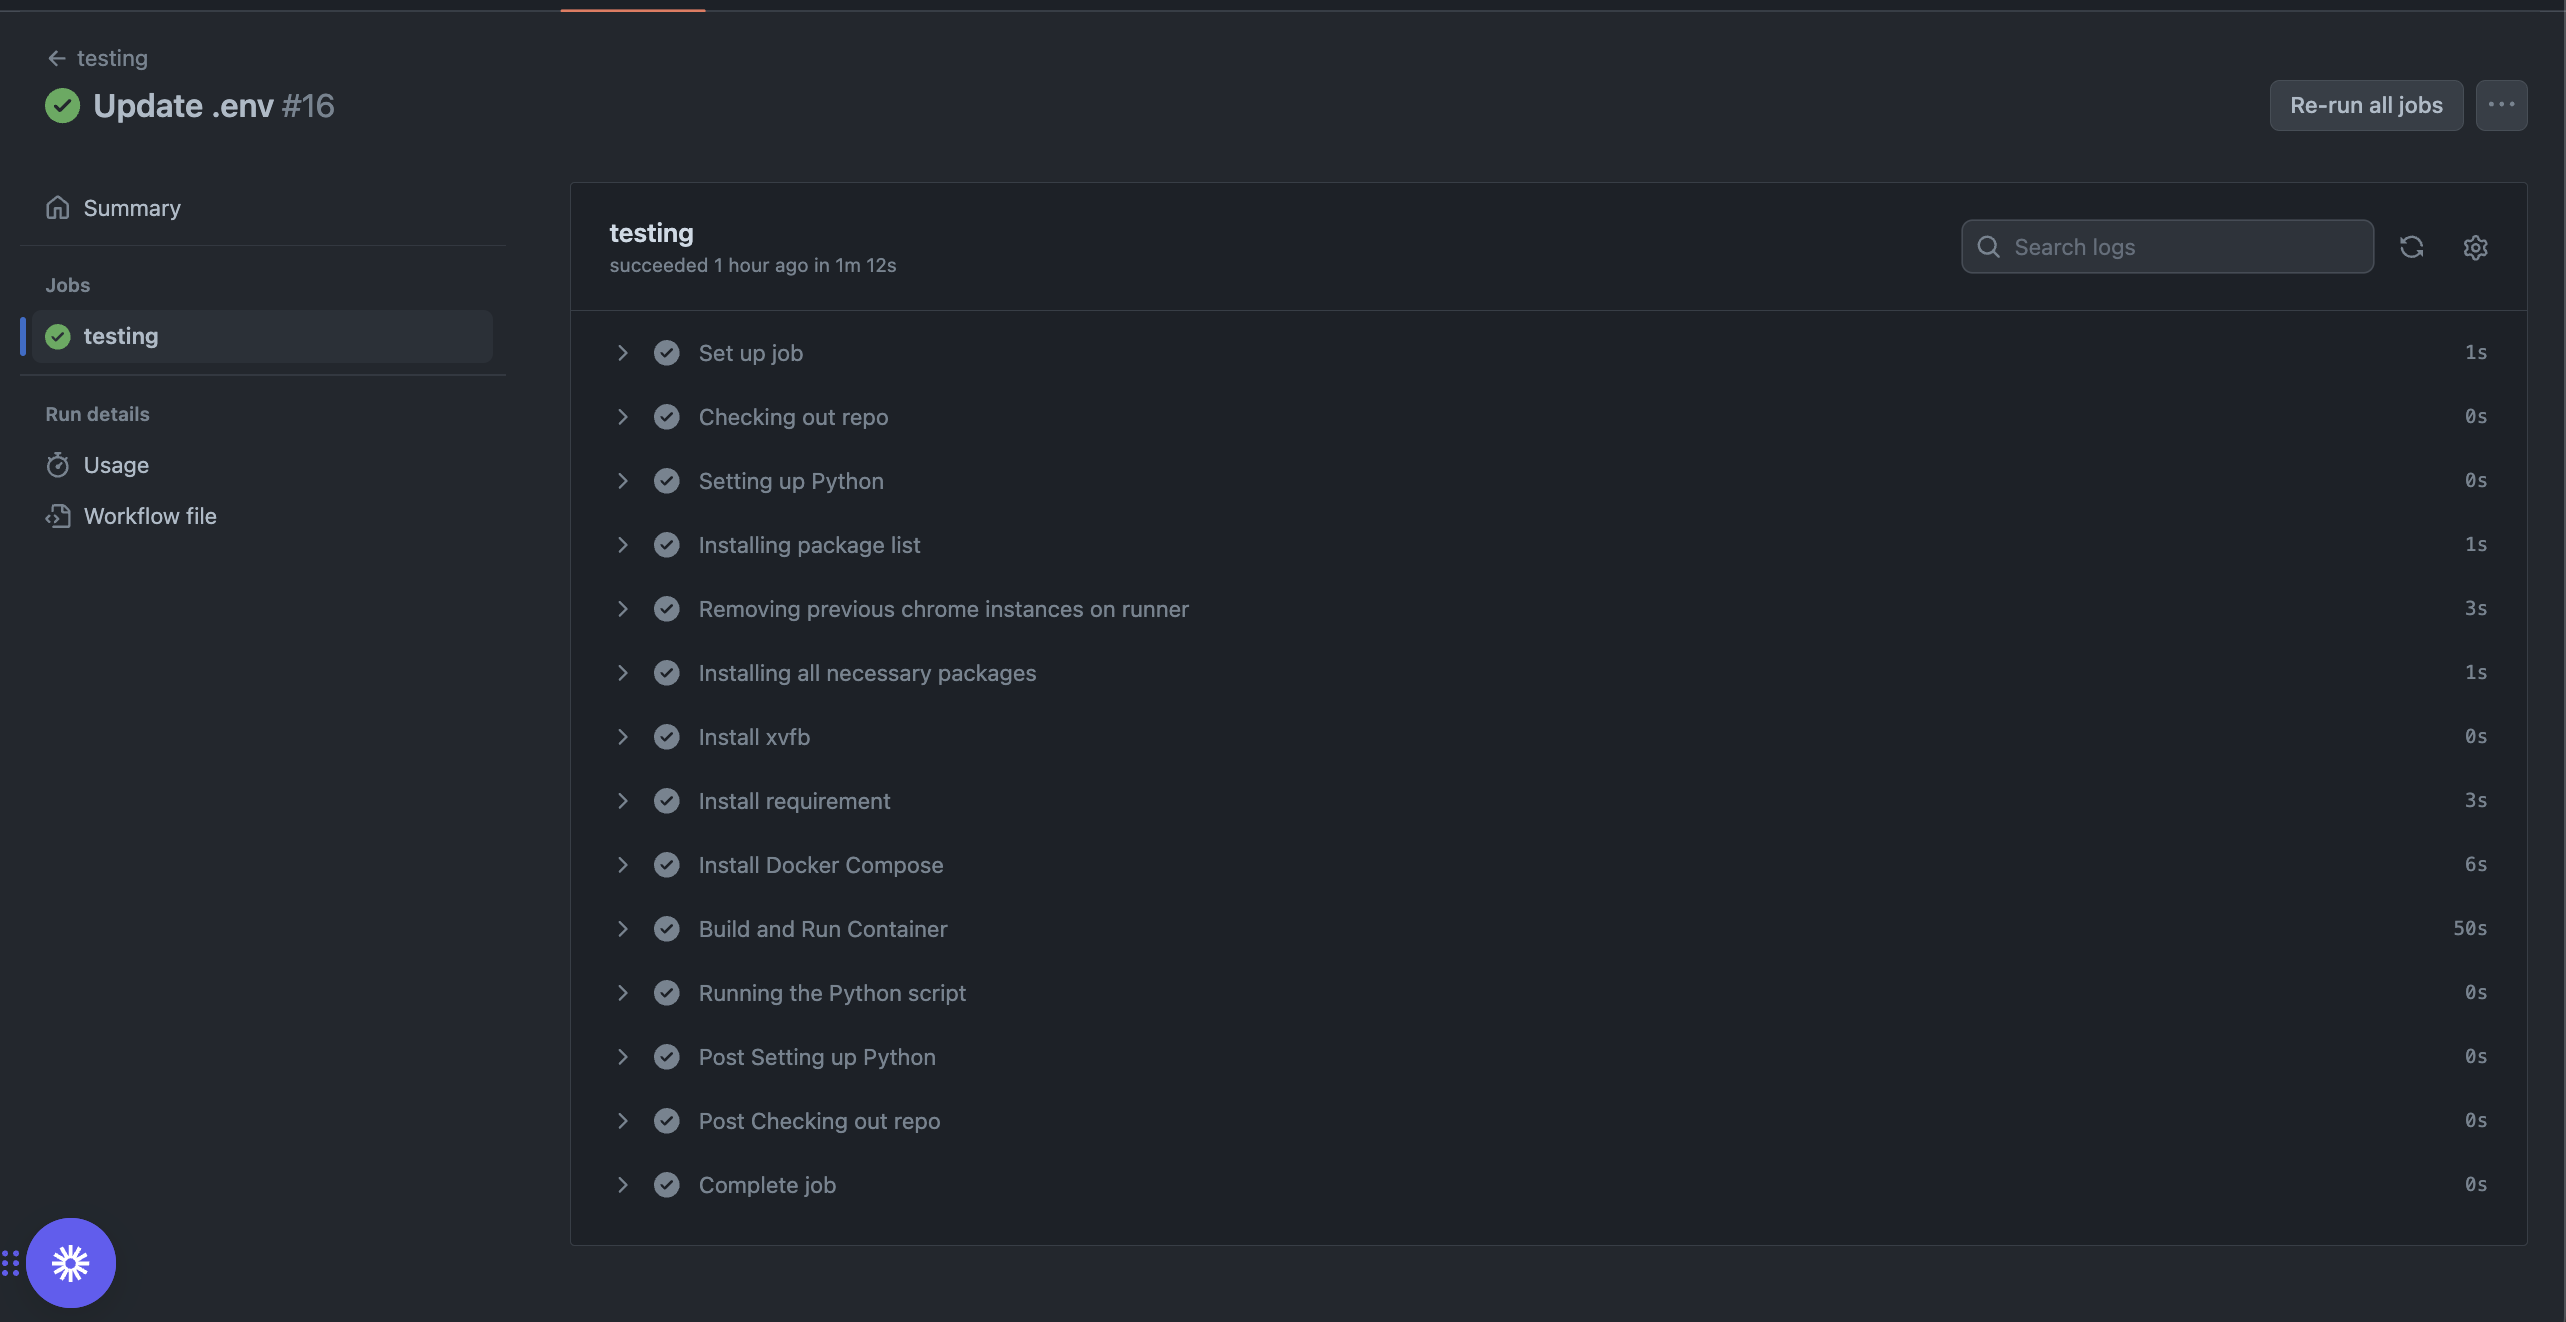 testing
Update .env #16
Re-run all jobs
Summary
Jobs
testing
Run details
Usage
Workflow file
testing
succeeded 1 hour ago in 1m 12s
Search logs
Set up job 1s
Checking out repo 0s
Setting up Python 0s
Installing package list 1s
Removing previous chrome instances on runner 3s
Installing all necessary packages 1s
Install xvfb 0s
Install requirement 3s
Install Docker Compose 6s
Build and Run Container 50s
Running the Python script 0s
Post Setting up Python 0s
Post Checking out repo 0s
Complete job 0s